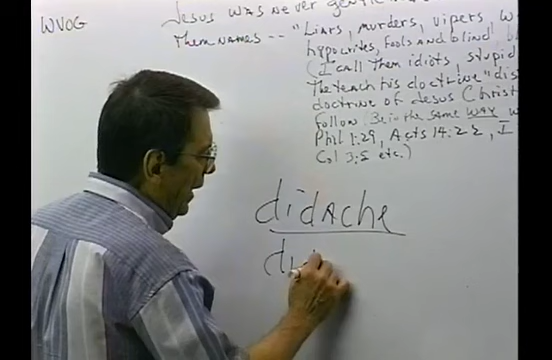 WVOG
Jesus was never gentle
Them names -- "Liars, murders, vipers,
hypocrites, fools and blind
(I call them idiots, stupid
The teach his doctrine "dis
doctrine of Jesus Christ
Follow (Be in the same way
Phil 1:29, Acts 14:22, I
Col 3:5 etc.)
didache
di